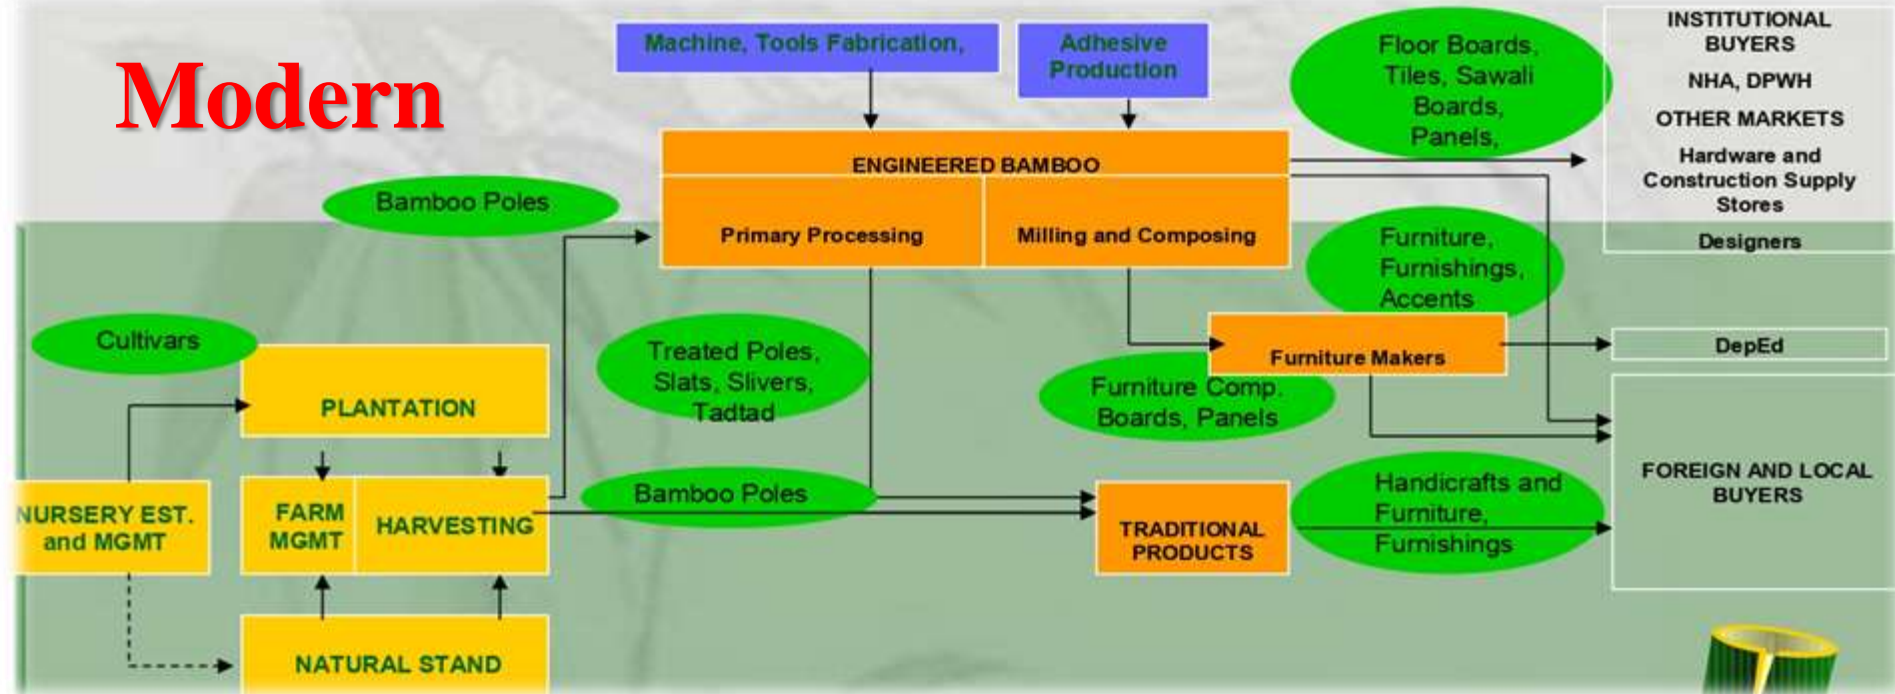 Modern
Machine, Tools Fabrication,
Adhesive
Production
Floor Boards,
Tiles, Sawali
Boards,
Panels,
INSTITUTIONAL
BUYERS
NHA, DPWH
OTHER MARKETS
Hardware and
Construction Supply
Stores
Designers
ENGINEERED BAMBOO
Primary Processing
Milling and Composing
Bamboo Poles
Furniture,
Furnishings,
Accents
Cultivars
PLANTATION
Treated Poles,
Slats, Slivers,
Tadtad
Furniture Makers
DepEd
Furniture Comp.
Boards, Panels
NURSERY EST.
and MGMT
FARM
MGMT
HARVESTING
Bamboo Poles
TRADITIONAL
PRODUCTS
Handicrafts and
Furniture,
Furnishings
FOREIGN AND LOCAL
BUYERS
NATURAL STAND